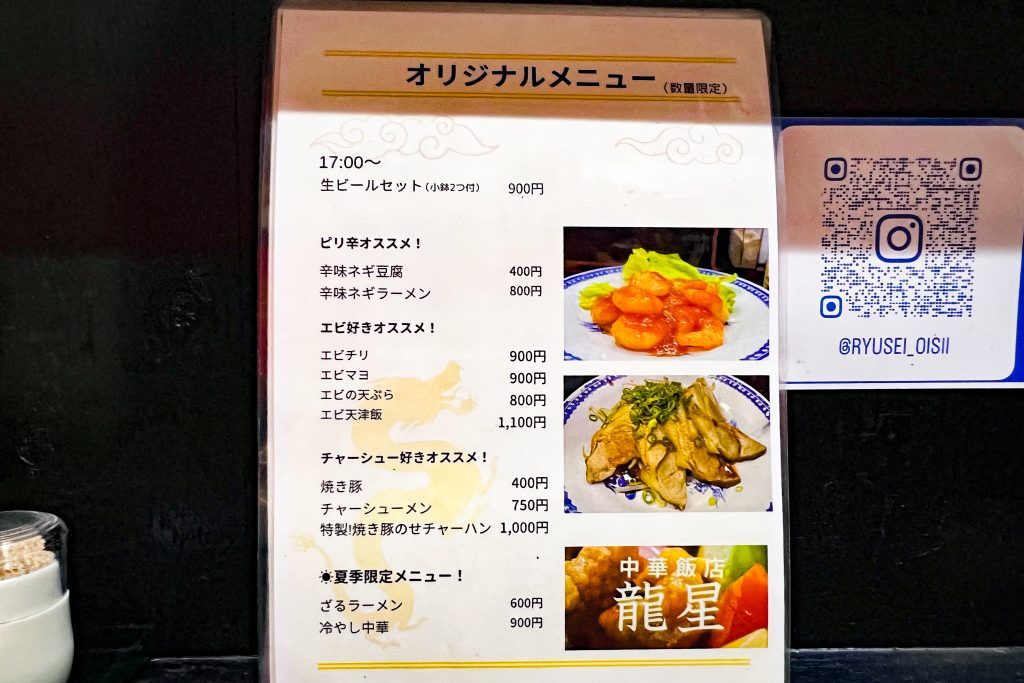 オリジナルメニュー (数量限定)
17:00～
生ビールセット (小鉢2つ付) 900円
ピリ辛オススメ！
辛味ネギ豆腐 400円
辛味ネギラーメン 800円
エビ好きオススメ！
エビチリ 900円
エビマヨ 900円
エビの天ぷら 800円
エビ天津飯 1,100円
チャーシュー好きオススメ！
焼き豚 400円
チャーシューメン 750円
特製!焼き豚のせチャーハン 1,000円
☀夏季限定メニュー！
ざるラーメン 600円
冷やし中華 900円
中華飯店
龍星
@RYUSEI_OISII